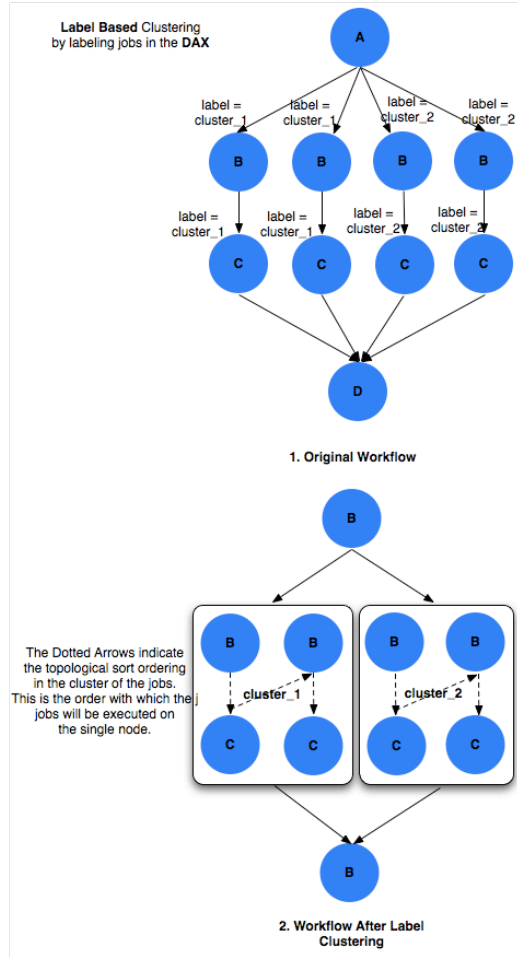 Label Based Clustering
by labeling jobs in the DAX
A
label =
cluster_1
label =
cluster_1
label =
cluster_2
label =
cluster_2
B
B
B
B
label =
cluster_1
label =
cluster_1
label =
cluster_2
label =
cluster_2
C
C
C
C
D
1. Original Workflow
B
B
B
B
B
The Dotted Arrows indicate
the topological sort ordering
in the cluster of the jobs.
This is the order with which the j
jobs will be executed on
the single node.
cluster_1
cluster_2
C
C
C
C
B
2. Workflow After Label
Clustering